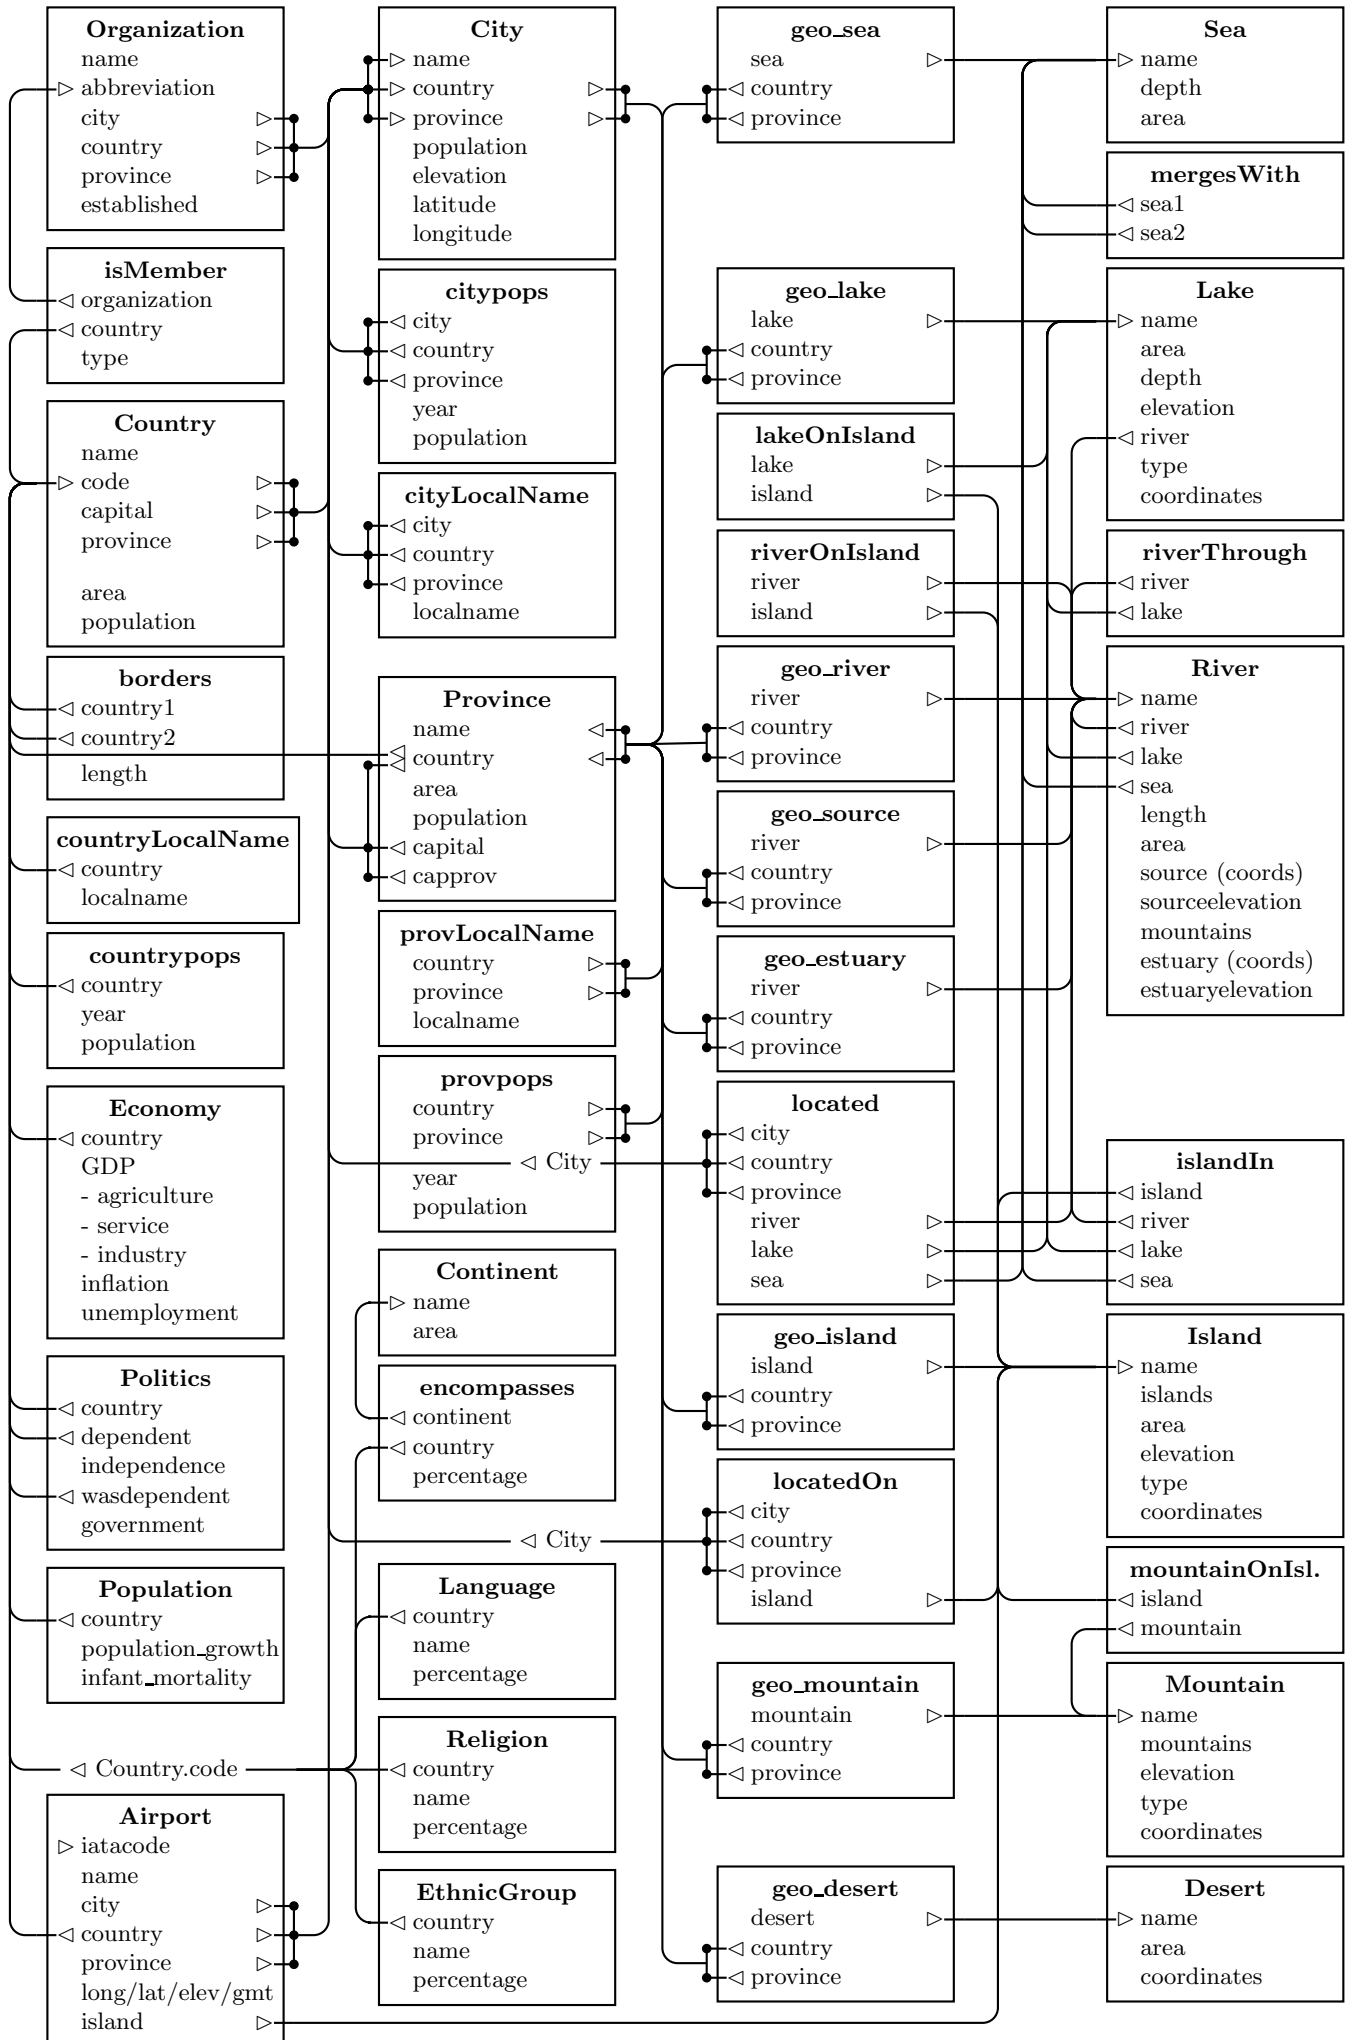 Organization
name
abbreviation
city
country
province
established
isMember
organization
country
type
Country
name
code
capital
province
area
population
borders
country1
country2
length
countryLocalName
country
localname
countrypops
country
year
population
Economy
country
GDP
- agriculture
- service
- industry
inflation
unemployment
Politics
country
dependent
independence
wasdependent
government
Population
country
population_growth
infant_mortality
Country.code
Airport
iatacode
name
city
country
province
long/lat/elev/gmt
island
City
name
country
province
population
elevation
latitude
longitude
citypops
city
country
province
year
population
cityLocalName
city
country
province
localname
Province
name
country
area
population
capital
capprov
provLocalName
country
province
localname
provpops
country
province
City
year
population
Continent
name
area
encompasses
continent
country
percentage
City
Language
country
name
percentage
Religion
country
name
percentage
EthnicGroup
country
name
percentage
geo_sea
sea
country
province
geo_lake
lake
country
province
lakeOnIsland
lake
island
riverOnIsland
river
island
geo_river
river
country
province
geo_source
river
country
province
geo_estuary
river
country
province
located
city
country
province
river
lake
sea
geo_island
island
country
province
locatedOn
city
country
province
island
geo_mountain
mountain
country
province
geo_desert
desert
country
province
Sea
name
depth
area
mergesWith
sea1
sea2
Lake
name
area
depth
elevation
river
type
coordinates
riverThrough
river
lake
River
name
river
lake
sea
length
area
source (coords)
sourceelevation
mountains
estuary (coords)
estuaryelevation
islandIn
island
river
lake
sea
Island
name
islands
area
elevation
type
coordinates
mountainOnIsl.
island
mountain
Mountain
name
mountains
elevation
type
coordinates
Desert
name
area
coordinates